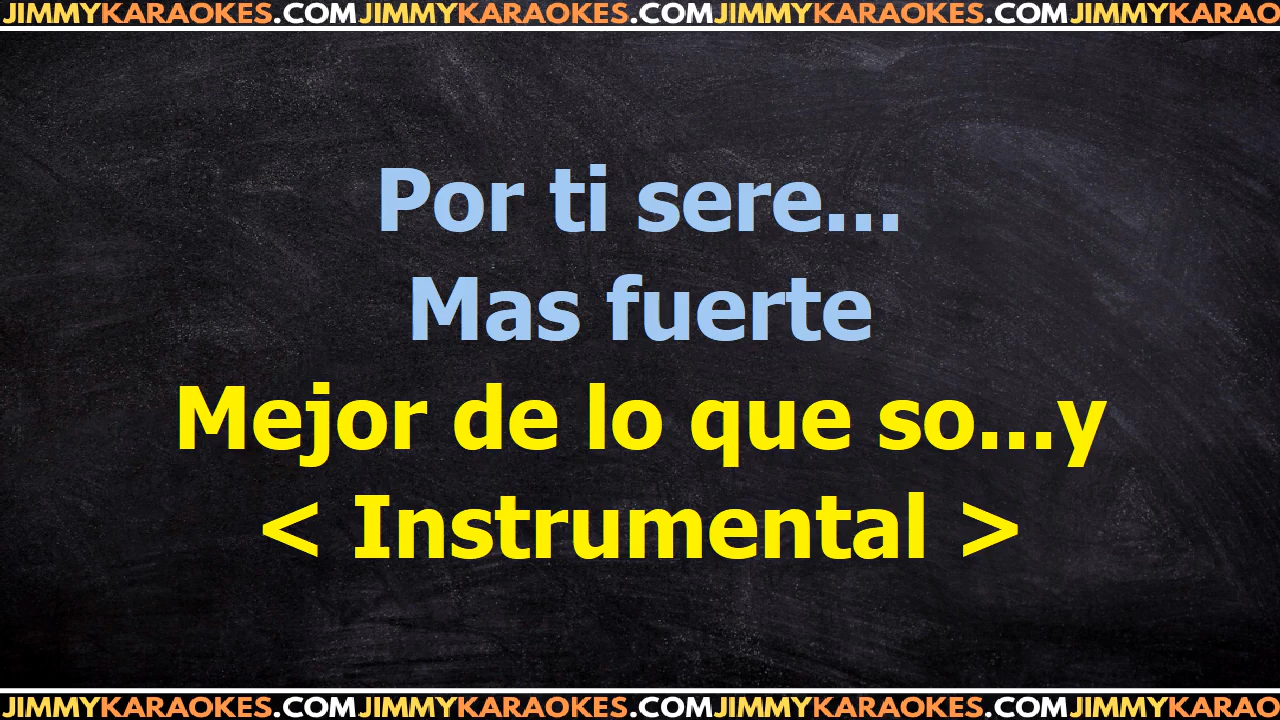 JIMMYKARAOKES.COMJIMMYKARAOKES.COMJIMMYKARAOKES.COMJIMMYKARAO
Por ti sere...
Mas fuerte
Mejor de lo que so...y
< Instrumental >
JIMMYKARAOKES.COMJIMMYKARAOKES.COMJIMMYKARAOKES.COMJIMMYKARAO